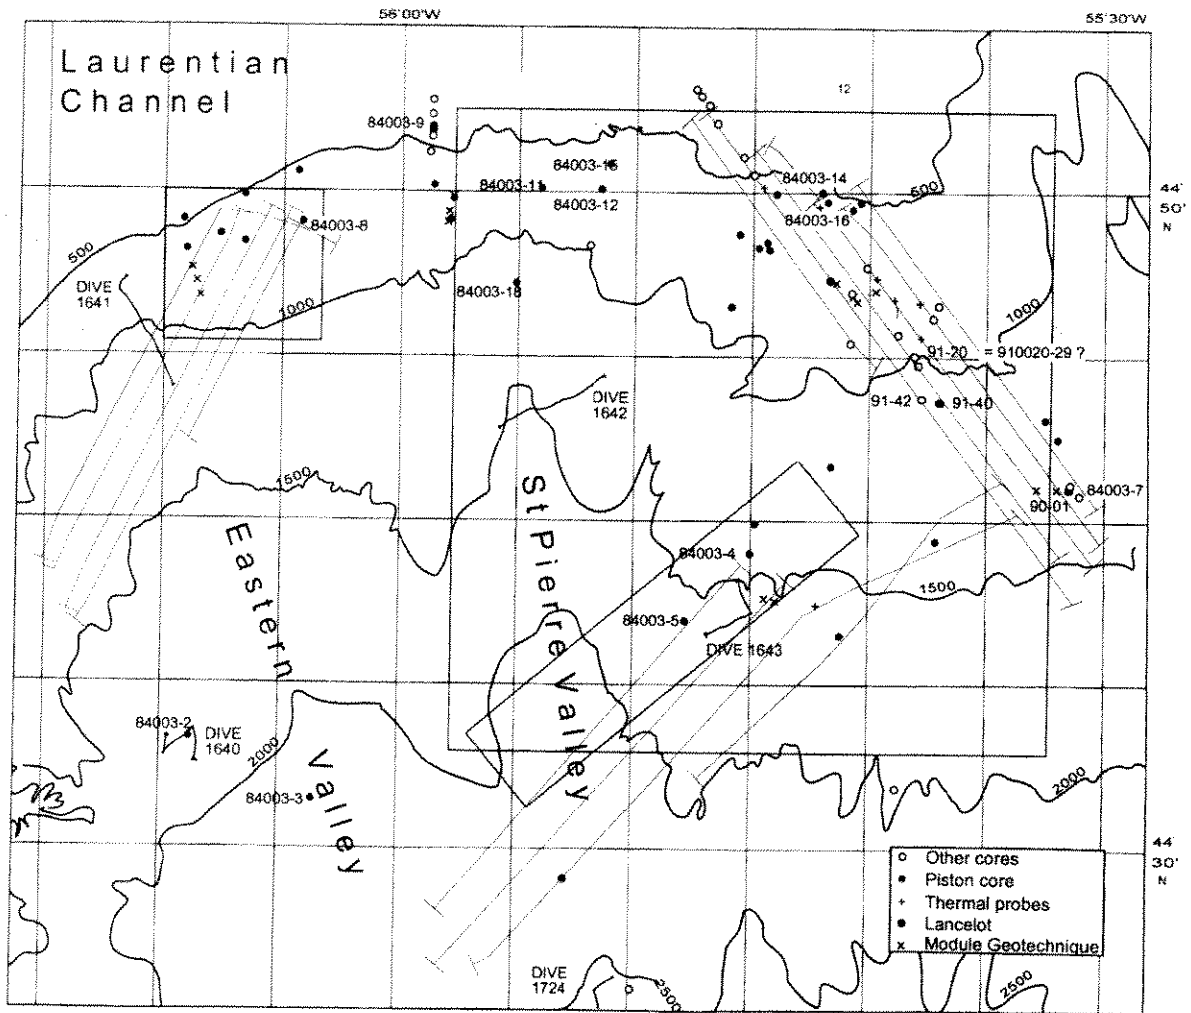 56°00'W
55°30'W
Laurentian
Channel
12
84003-9
84003-15
84003-11
84003-14
84003-12
84003-16
500
44°
50'
N
84003-8
500
DIVE
1641
84003-18
1000
1000
91-20 = 910020-29 ?
DIVE
1642
91-42
91-40
1500
84003-7
90-01
St Pierre Valley
Eastern
Valley
84003-4
1500
84003-5
DIVE 1643
84003-2
DIVE
1640
2000
84003-3
2000
44°
30'
N
Other cores
Piston core
Thermal probes
Lancelot
Module Geotechnique
DIVE
1724
2500
2500